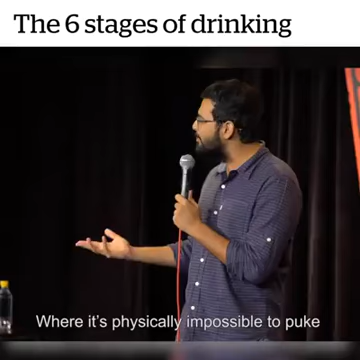 The 6 stages of drinking
Where it's physically impossible to puke